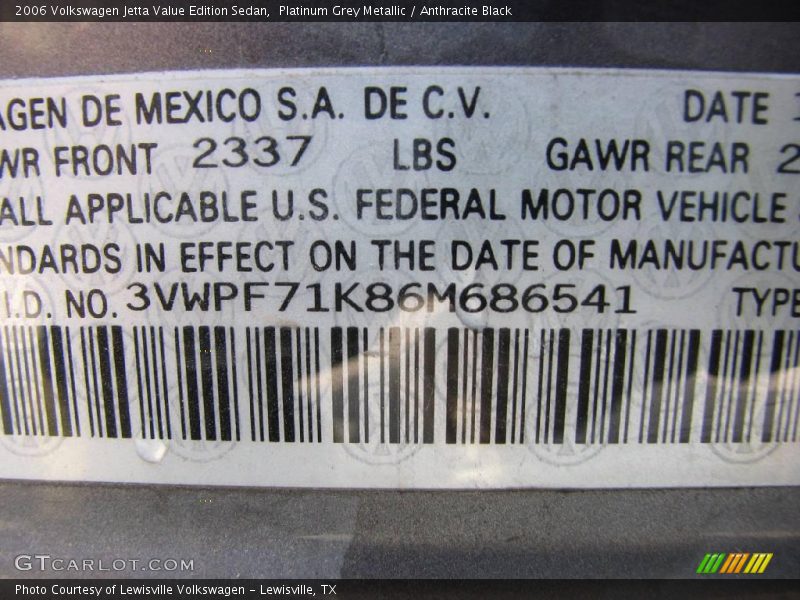 2006 Volkswagen Jetta Value Edition Sedan, Platinum Grey Metallic / Anthracite Black
AGEN DE MEXICO S.A. DE C.V. DATE
WR FRONT 2337 LBS GAWR REAR 2
ALL APPLICABLE U.S. FEDERAL MOTOR VEHICLE
NDARDS IN EFFECT ON THE DATE OF MANUFACTU
I.D. NO. 3VWPF71K86M686541 TYPE
GTCARLOT.COM
Photo Courtesy of Lewisville Volkswagen - Lewisville, TX